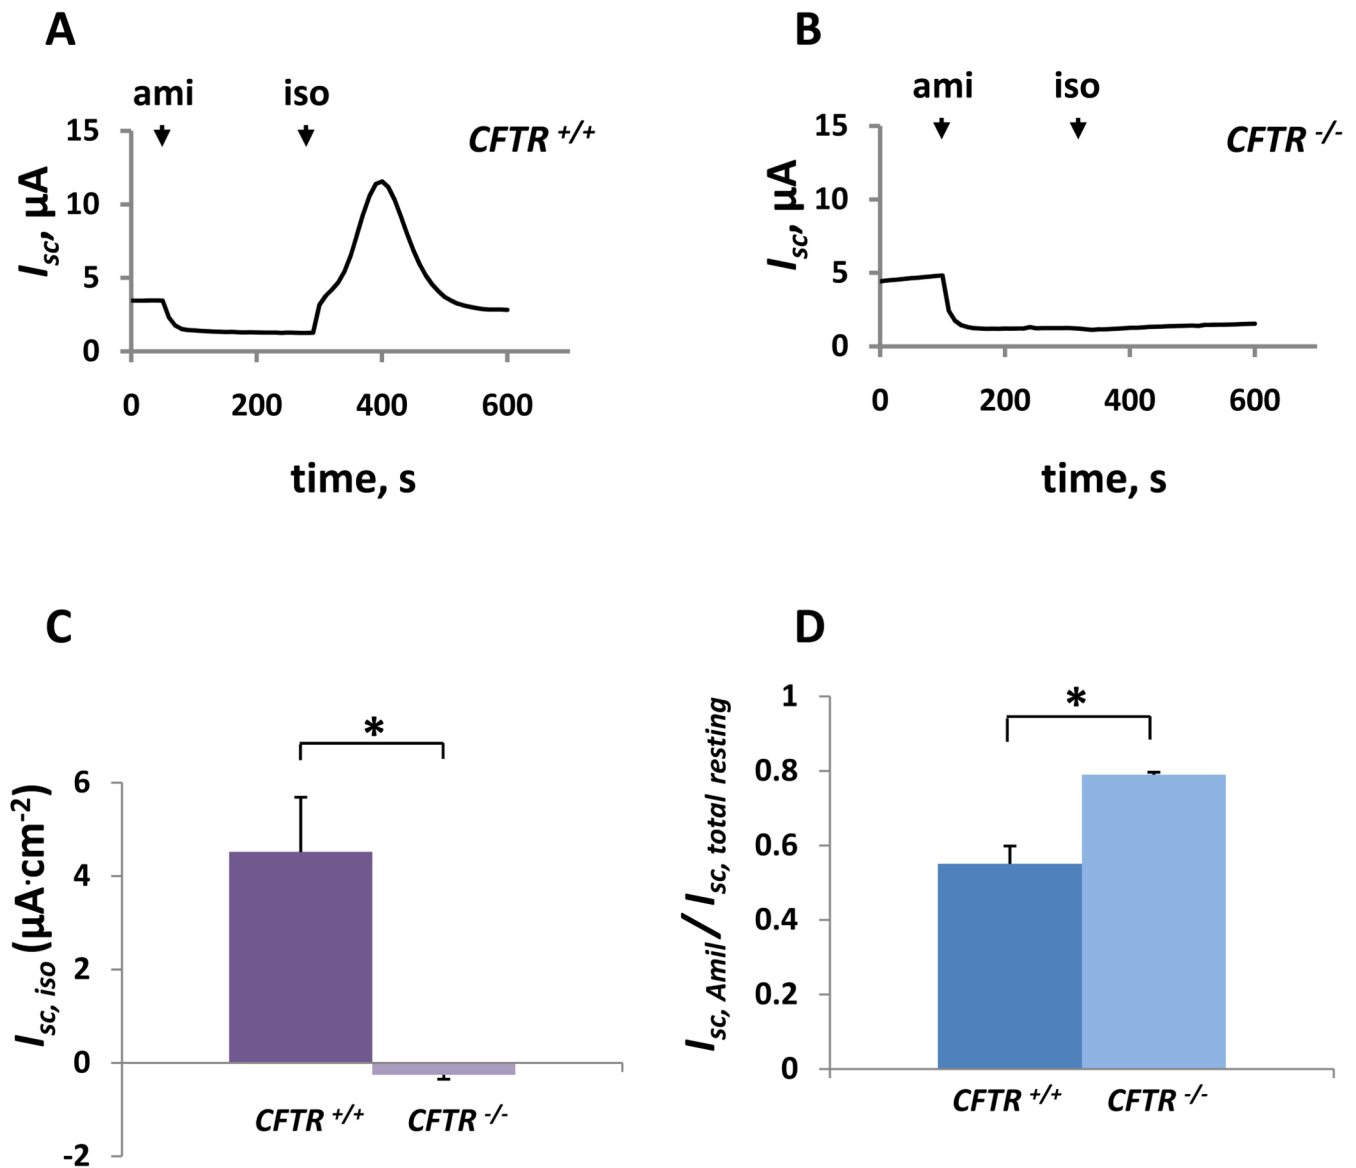 A
B
ami iso
CFTR +/+
ami iso
CFTR -/-
Isc, µA
15
10
5
0
0 200 400 600
time, s
Isc, µA
15
10
5
0
0 200 400 600
time, s
C
D
*
Isc, iso (µA·cm-2)
6
4
2
0
-2
CFTR +/+ CFTR -/-
*
Isc, Amil / Isc, total resting
1
0.8
0.6
0.4
0.2
0
CFTR +/+ CFTR -/-